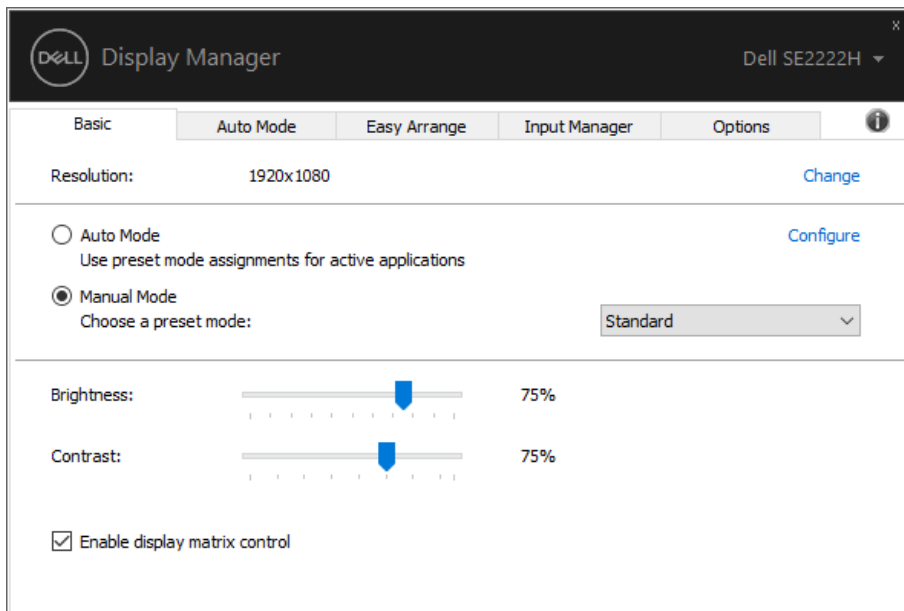 DELL Display Manager
x
Dell SE2222H
Basic Auto Mode Easy Arrange Input Manager Options i
Resolution: 1920x1080 Change
Auto Mode Configure
Use preset mode assignments for active applications
Manual Mode
Choose a preset mode: Standard
Brightness: 75%
Contrast: 75%
Enable display matrix control